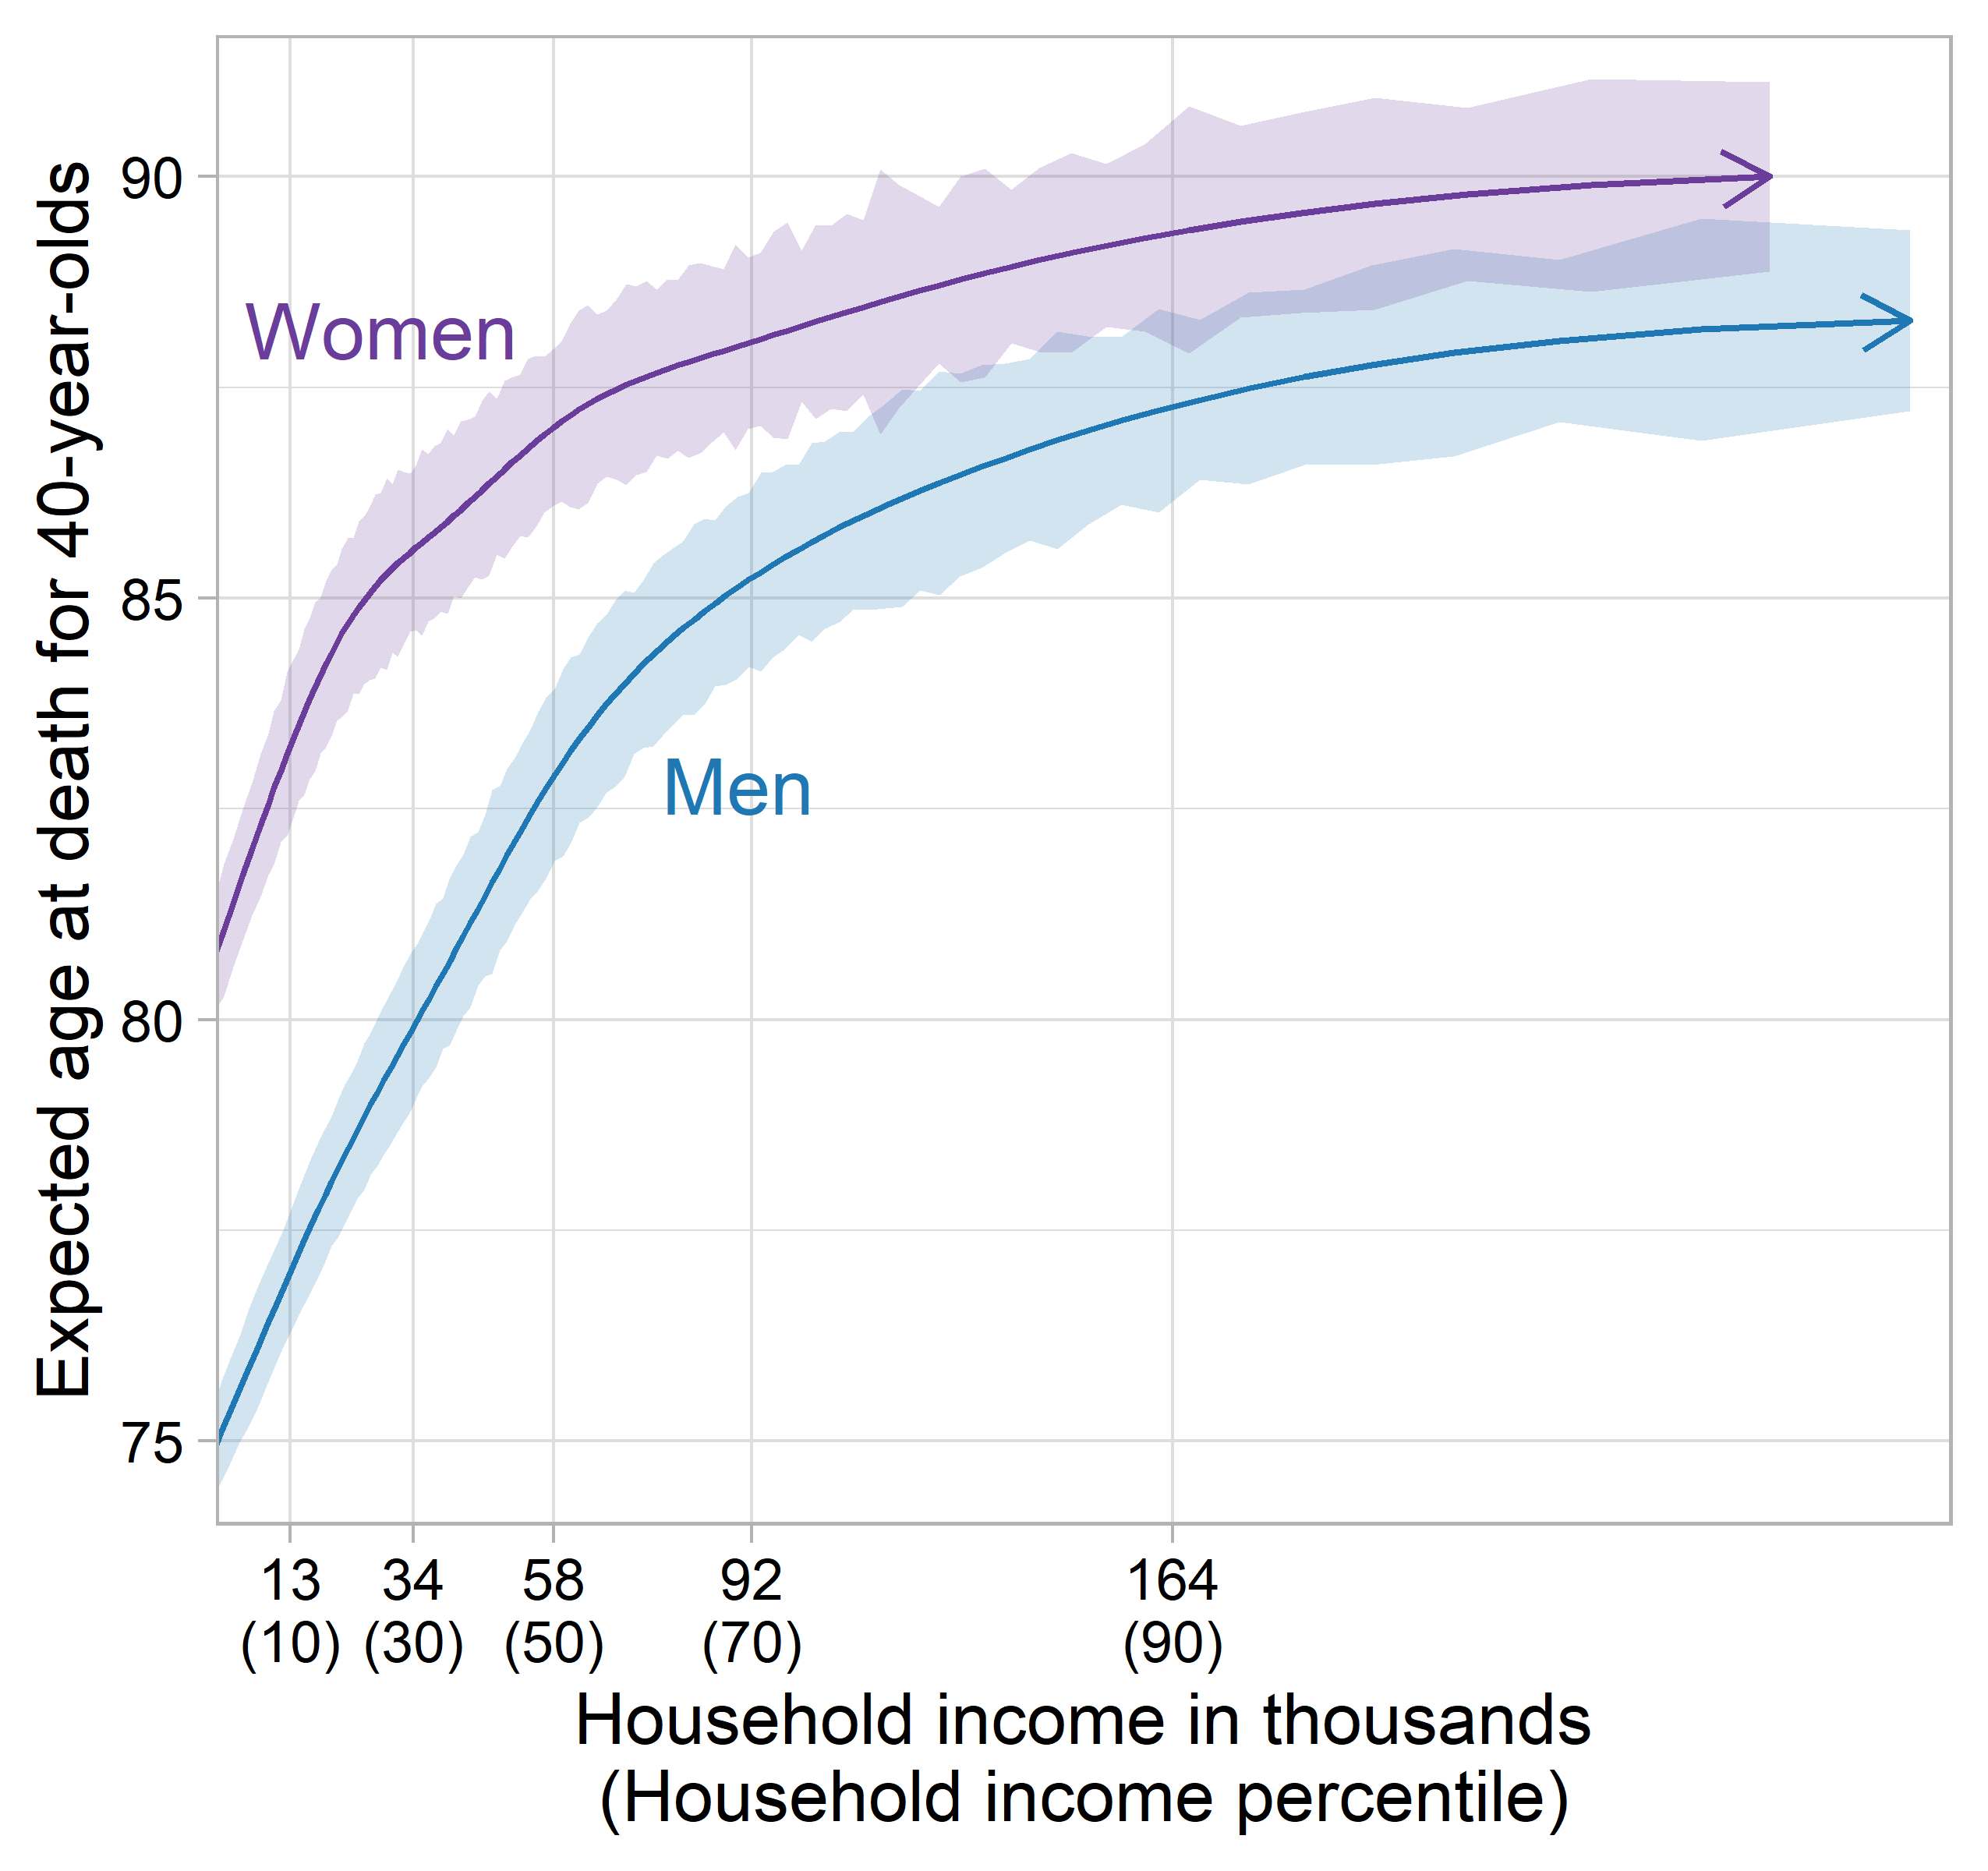 Expected age at death for 40-year-olds
90
85
80
75
Women
Men
13 34 58 92 164
(10) (30) (50) (70) (90)
Household income in thousands
(Household income percentile)